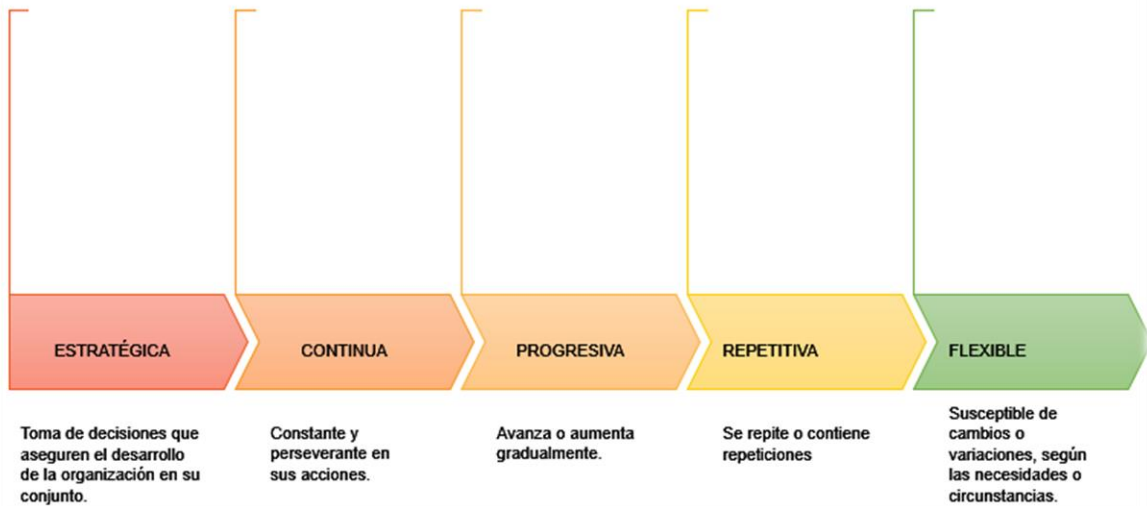 ESTRATÉGICA
CONTINUA
PROGRESIVA
REPETITIVA
FLEXIBLE
Toma de decisiones que
aseguren el desarrollo
de la organización en su
conjunto.
Constante y
perseverante en
sus acciones.
Avanza o aumenta
gradualmente.
Se repite o contiene
repeticiones
Susceptible de
cambios o
variaciones, según
las necesidades o
circunstancias.